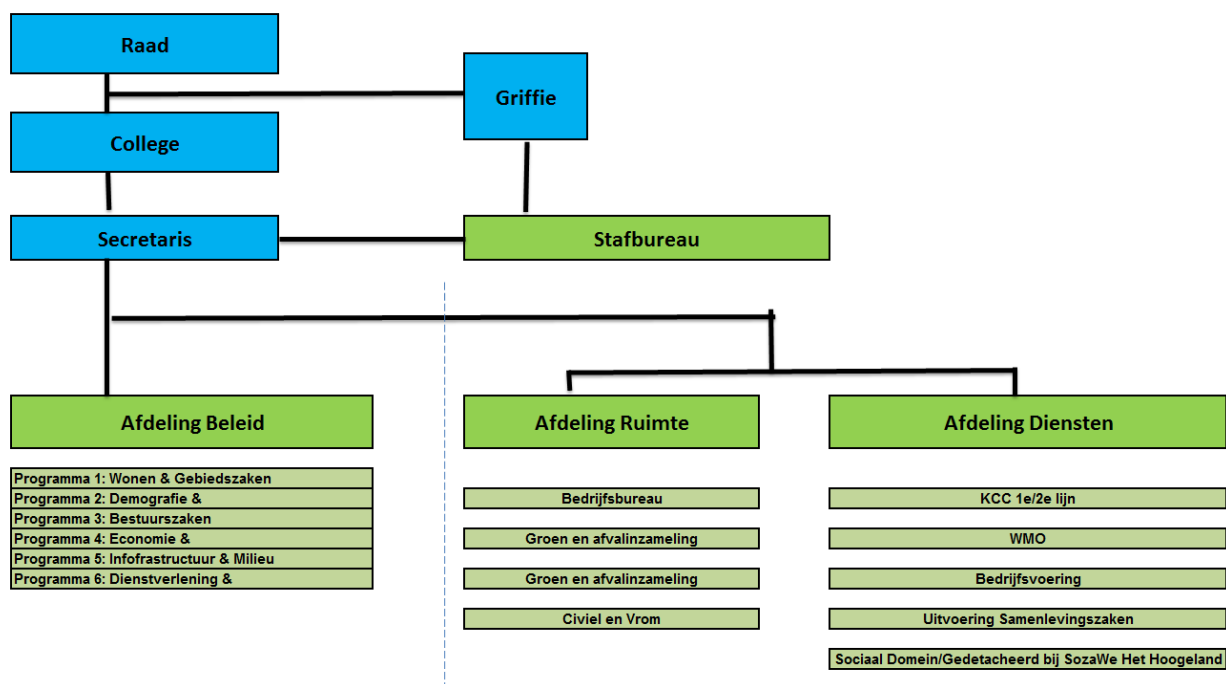 Raad
Griffie
College
Secretaris
Stafbureau
Afdeling Beleid
Programma 1: Wonen & Gebiedszaken
Programma 2: Demografie &
Programma 3: Bestuurszaken
Programma 4: Economie &
Programma 5: Infofrastructuur & Milieu
Programma 6: Dienstverlening &
Afdeling Ruimte
Bedrijfsbureau
Groen en afvalinzameling
Groen en afvalinzameling
Civiel en Vrom
Afdeling Diensten
KCC 1e/2e lijn
WMO
Bedrijfsvoering
Uitvoering Samenlevingszaken
Sociaal Domein/Gedetacheerd bij SozaWe Het Hoogeland